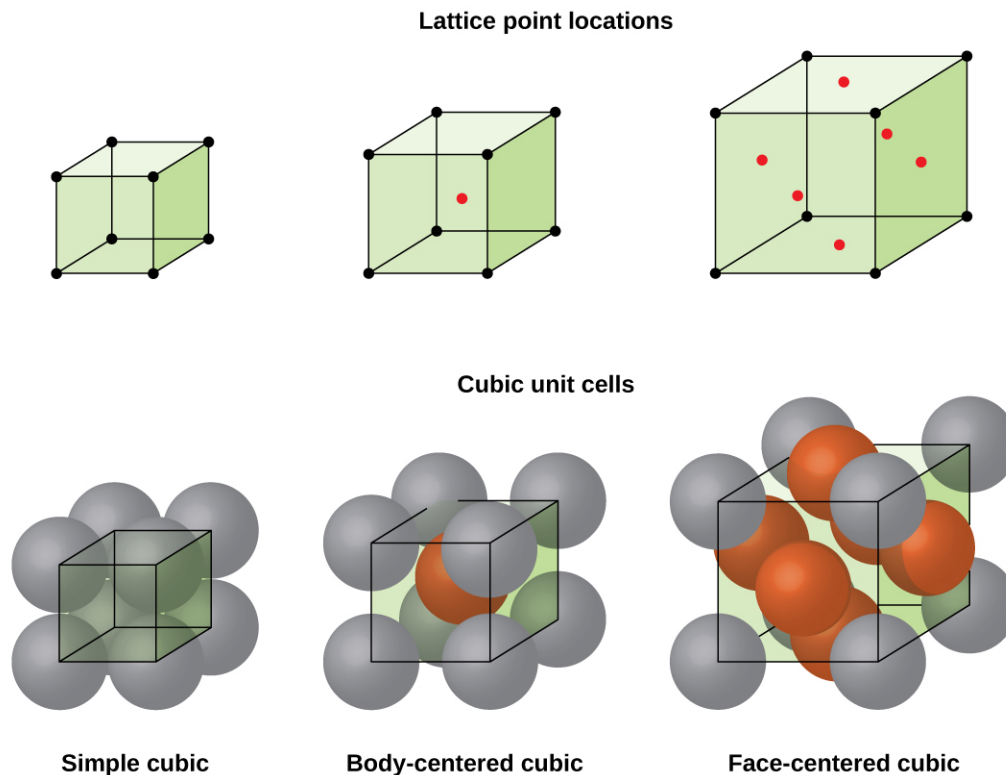 Lattice point locations
Cubic unit cells
Simple cubic
Body-centered cubic
Face-centered cubic